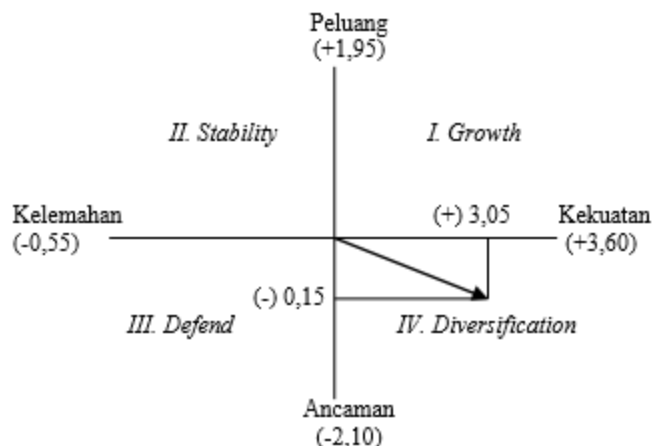 Peluang
(+1,95)
II. Stability
I. Growth
Kelemahan
(-0,55)
(+) 3,05
Kekuatan
(+3,60)
(-) 0,15
III. Defend
IV. Diversification
Ancaman
(-2,10)